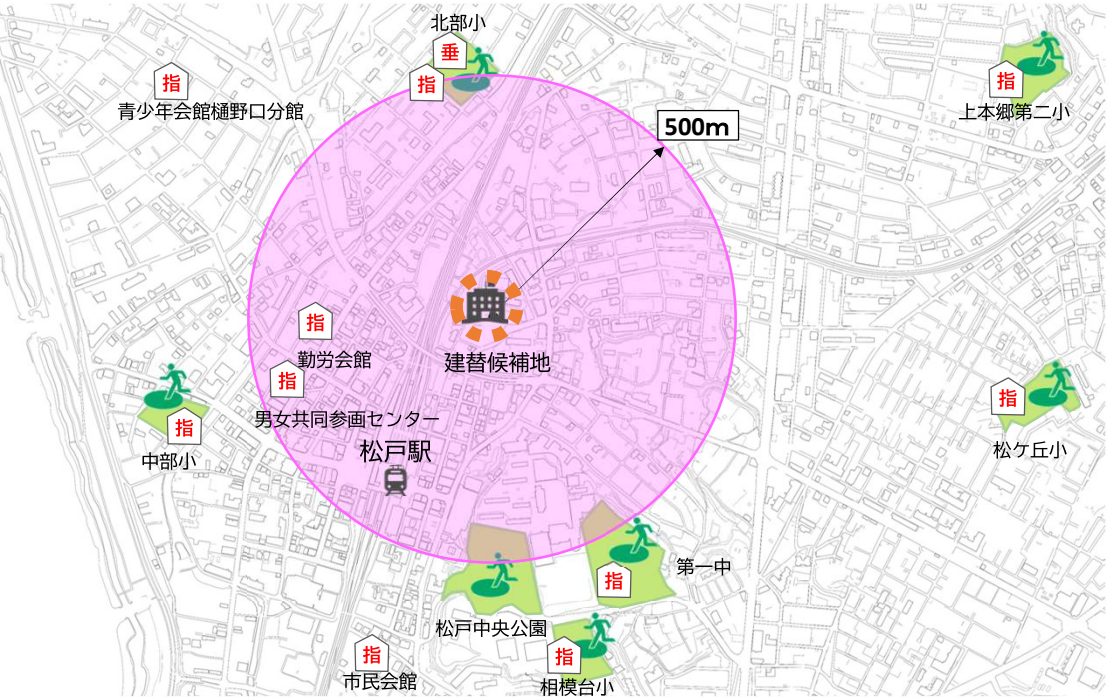 北部小
垂
指
指
青少年会館樋野口分館
指
上本郷第二小
500m
指
勤労会館
建替候補地
指
男女共同参画センター
松戸駅
指
中部小
指
松ケ丘小
指
第一中
松戸中央公園
指
市民会館
指
相模台小